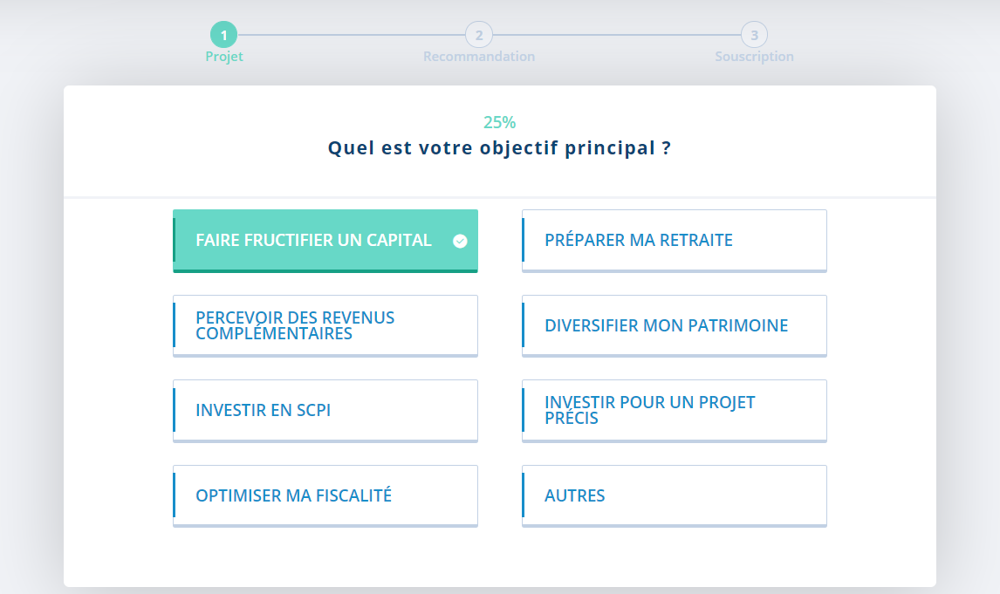 1
2
3
Projet
Recommandation
Souscription
25%
Quel est votre objectif principal ?
FAIRE FRUCTIFIER UN CAPITAL
PRÉPARER MA RETRAITE
PERCEVOIR DES REVENUS
COMPLÉMENTAIRES
DIVERSIFIER MON PATRIMOINE
INVESTIR EN SCPI
INVESTIR POUR UN PROJET
PRÉCIS
OPTIMISER MA FISCALITÉ
AUTRES